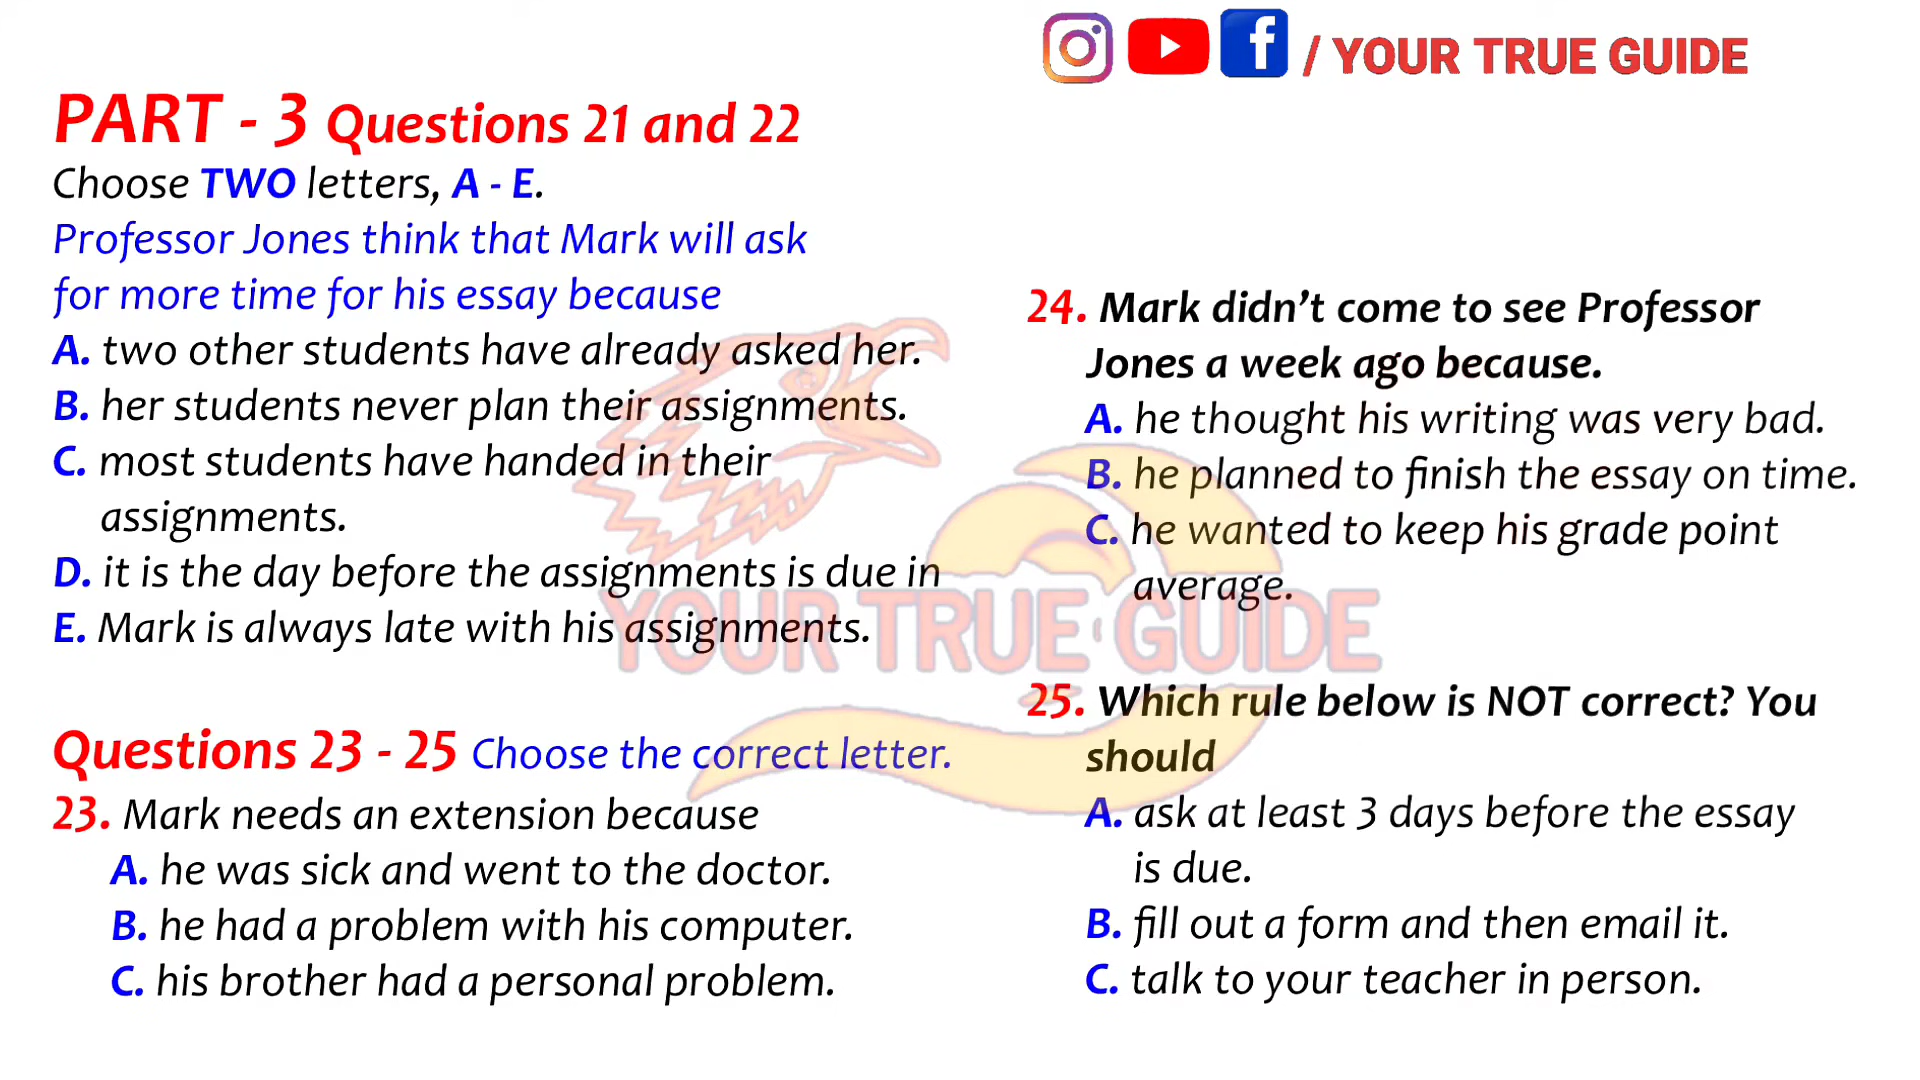 / YOUR TRUE GUIDE
PART - 3 Questions 21 and 22
Choose TWO letters, A - E.
Professor Jones think that Mark will ask
for more time for his essay because
A. two other students have already asked her.
B. her students never plan their assignments.
C. most students have handed in their
assignments.
D. it is the day before the assignments is due in
E. Mark is always late with his assignments.
Questions 23 - 25 Choose the correct letter.
23. Mark needs an extension because
A. he was sick and went to the doctor.
B. he had a problem with his computer.
C. his brother had a personal problem.
24. Mark didn’t come to see Professor
Jones a week ago because.
A. he thought his writing was very bad.
B. he planned to finish the essay on time.
C. he wanted to keep his grade point
average.
25. Which rule below is NOT correct? You
should
A. ask at least 3 days before the essay
is due.
B. fill out a form and then email it.
C. talk to your teacher in person.
YOUR TRUE GUIDE